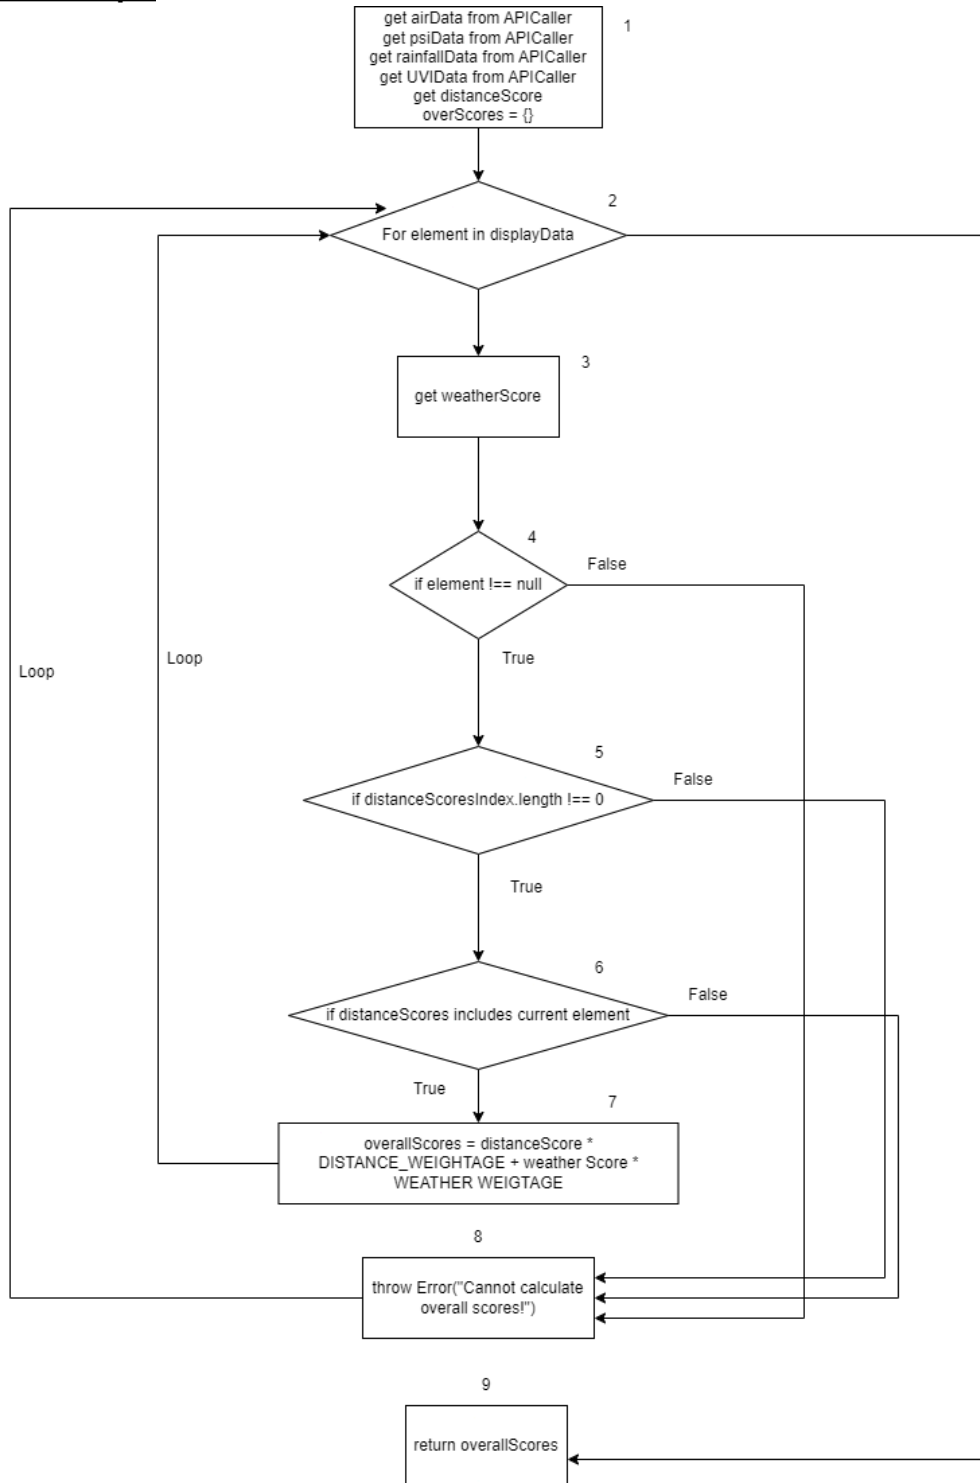 get airData from APICaller
1
get psiData from APICaller
get rainfallData from APICaller
get UVIData from APICaller
get distanceScore
overScores = {}
2
For element in displayData
3
get weatherScore
4
False
if element !== null
True
Loop
Loop
5
False
if distanceScoresIndex.length !== 0
True
6
False
if distanceScores includes current element
True
7
overallScores = distanceScore *
DISTANCE_WEIGHTAGE + weather Score *
WEATHER WEIGTAGE
8
throw Error("Cannot calculate
overall scores!")
9
return overallScores